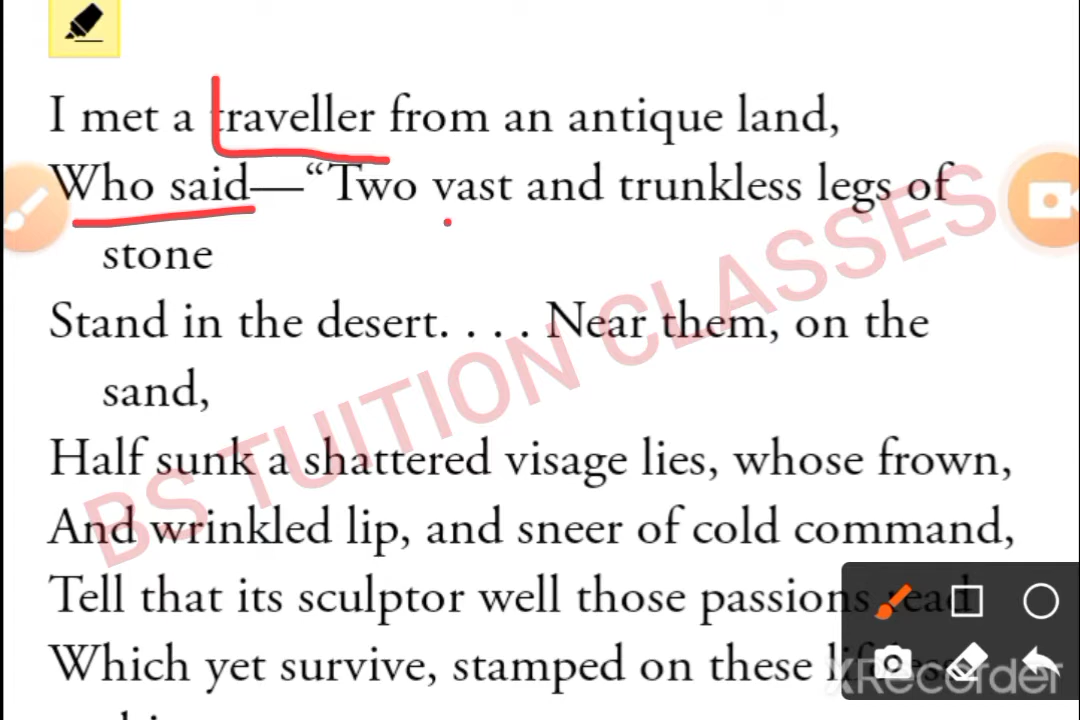 I met a traveller from an antique land,
Who said—“Two vast and trunkless legs of
stone
Stand in the desert. . . . Near them, on the
sand,
Half sunk a shattered visage lies, whose frown,
And wrinkled lip, and sneer of cold command,
Tell that its sculptor well those passions read
Which yet survive, stamped on these
BS TUITION CLASSES
XRecorder